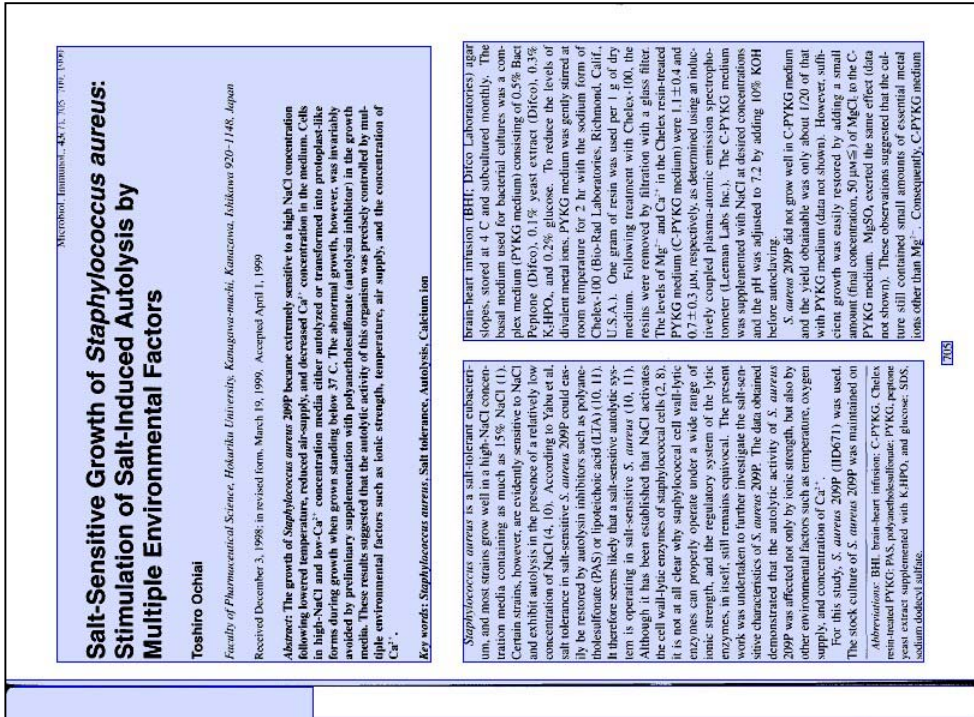 Microbiol. Immunol., 43(7), 705-709, 1999
Salt-Sensitive Growth of Staphylococcus aureus:
Stimulation of Salt-Induced Autolysis by
Multiple Environmental Factors
Toshiro Ochiai
Faculty of Pharmaceutical Science, Hokuriku University, Kanagawa-machi, Kanazawa, Ishikawa 920–1148, Japan
Received December 3, 1998; in revised form, March 19, 1999. Accepted April 1, 1999
Abstract: The growth of Staphylococcus aureus 209P became extremely sensitive to a high NaCl concentration
following lowered temperature, reduced air-supply, and decreased Ca²⁺ concentration in the medium. Cells
in high-NaCl and low-Ca²⁺ concentration media either autolyzed or transformed into protoplast-like
forms during growth when grown standing below 37 C. The abnormal growth, however, was invariably
avoided by preliminary supplementation with polyanetholesulfonate (autolysin inhibitor) in the growth
media. These results suggested that the autolytic activity of this organism was precisely controlled by mul-
tiple environmental factors such as ionic strength, temperature, air supply, and the concentration of
Ca²⁺.
Key words: Staphylococcus aureus, Salt tolerance, Autolysis, Calcium ion
Staphylococcus aureus is a salt-tolerant eubacteri-
um, and most strains grow well in a high-NaCl concen-
tration media containing as much as 15% NaCl (1).
Certain strains, however, are evidently sensitive to NaCl
and exhibit autolysis in the presence of a relatively low
concentration of NaCl (4, 10). According to Yabu et al,
salt tolerance in salt-sensitive S. aureus 209P could eas-
ily be restored by autolysin inhibitors such as polyane-
tholesulfonate (PAS) or lipoteichoic acid (LTA) (10, 11).
It therefore seems likely that a salt-sensitive autolytic sys-
tem is operating in salt-sensitive S. aureus (10, 11).
Although i has been established that NaCl activates
the cell wall-lytic enzymes of staphylococcal cells (2, 8),
it is not at all clear why staphylococcal cell wall-lytic
enzymes can properly operate under a wide range of
ionic strength, and the regulatory system of the lytic
enzymes, in itself, still remains equivocal. The present
work was undertaken to further investigate the salt-sen-
sitive characteristics of S. aureus 209P. The data obtained
demonstrated that the autolytic activity of S. aureus
209P was affected not only by ionic strength, but also by
other environmental factors such as temperature, oxygen
supply, and concentration of Ca²⁺.
For this study, S. aureus 209P (IID671) was used.
The stock culture of S. aureus 209P was maintained on
Abbreviations: BHI, brain-heart infusion; C-PYKG, Chelex
resin-treated PYKG; PAS, polyanetholesulfonate; PYKG, peptone
yeast extract supplemented with K₂HPO₄ and glucose; SDS,
sodium dodecyl sulfate.
brain-heart infusion (BHI: Difco Laboratories) agar
slopes, stored at 4 C and subcultured monthly. The
basal medium used for bacterial cultures was a com-
plex medium (PYKG medium) consisting of 0.5% Bact
Peptone (Difco), 0.1% yeast extract (Difco), 0.3%
K₂HPO₄ and 0.2% glucose. To reduce the levels of
divalent metal ions, PYKG medium was gently stirred at
room temperature for 2 hr with the sodium form of
Chelex-100 (Bio-Rad Laboratories, Richmond, Calif.,
U.S.A.). One gram of resin was used per 1 g of dry
medium. Following treatment with Chelex-100, the
resins were removed by filtration with a glass filter.
The levels of Mg²⁺ and Ca²⁺ in the Chelex resin-treated
PYKG medium (C-PYKG medium) were 1.1±0.4 and
0.7±0.3 μM, respectively, as determined using an induc-
tively coupled plasma-atomic emission spectropho-
tometer (Leeman Labs Inc.). The C-PYKG medium
was supplemented with NaCl at desired concentrations
and the pH was adjusted to 7.2 by adding 10% KOH
before autoclaving.
S. aureus 209P did not grow well in C-PYKG medium
and the yield obtained was only about 1/20 of that
with PYKG medium (data not shown). However, suffi-
cient growth was easily restored by adding a small
amount (final concentration, 50 μM≦) of MgCl₂ to the C-
PYKG medium. MgSO₄ exerted the same effect (data
not shown). These observations suggested that the cul-
ture still contained small amounts of essential metal
ions other than Mg²⁺. Consequently, C-PYKG medium
705